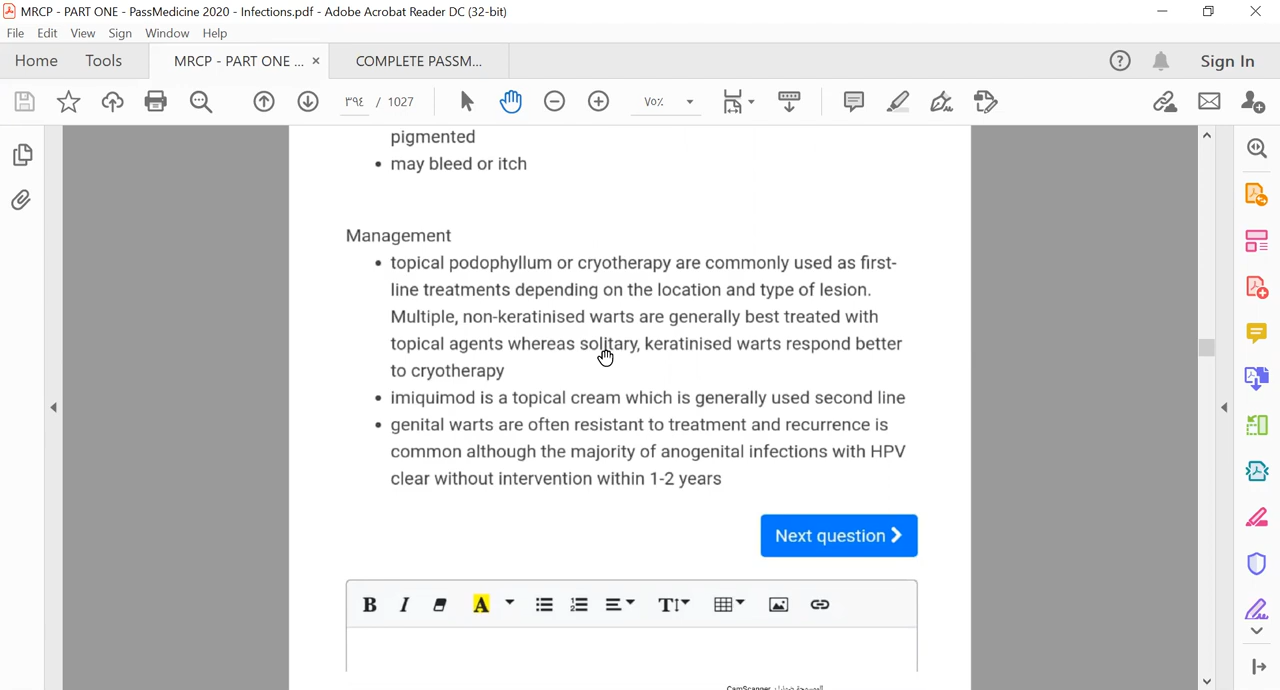 MRCP - PART ONE - PassMedicine 2020 - Infections.pdf - Adobe Acrobat Reader DC (32-bit)
File Edit View Sign Window Help
Home Tools MRCP - PART ONE ... × COMPLETE PASSM... Sign In
٣٩٤ / 1027 ٧٥٪
pigmented
• may bleed or itch
Management
• topical podophyllum or cryotherapy are commonly used as first-
line treatments depending on the location and type of lesion.
Multiple, non-keratinised warts are generally best treated with
topical agents whereas solitary, keratinised warts respond better
to cryotherapy
• imiquimod is a topical cream which is generally used second line
• genital warts are often resistant to treatment and recurrence is
common although the majority of anogenital infections with HPV
clear without intervention within 1-2 years
Next question
B I A T
CamScanner